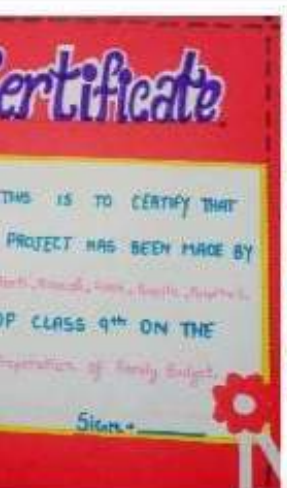 Certificate
THIS IS TO CERTIFY THAT
PROJECT HAS BEEN MADE BY
OF CLASS 9th ON THE
Preparation of Family Budget.
Sign:-